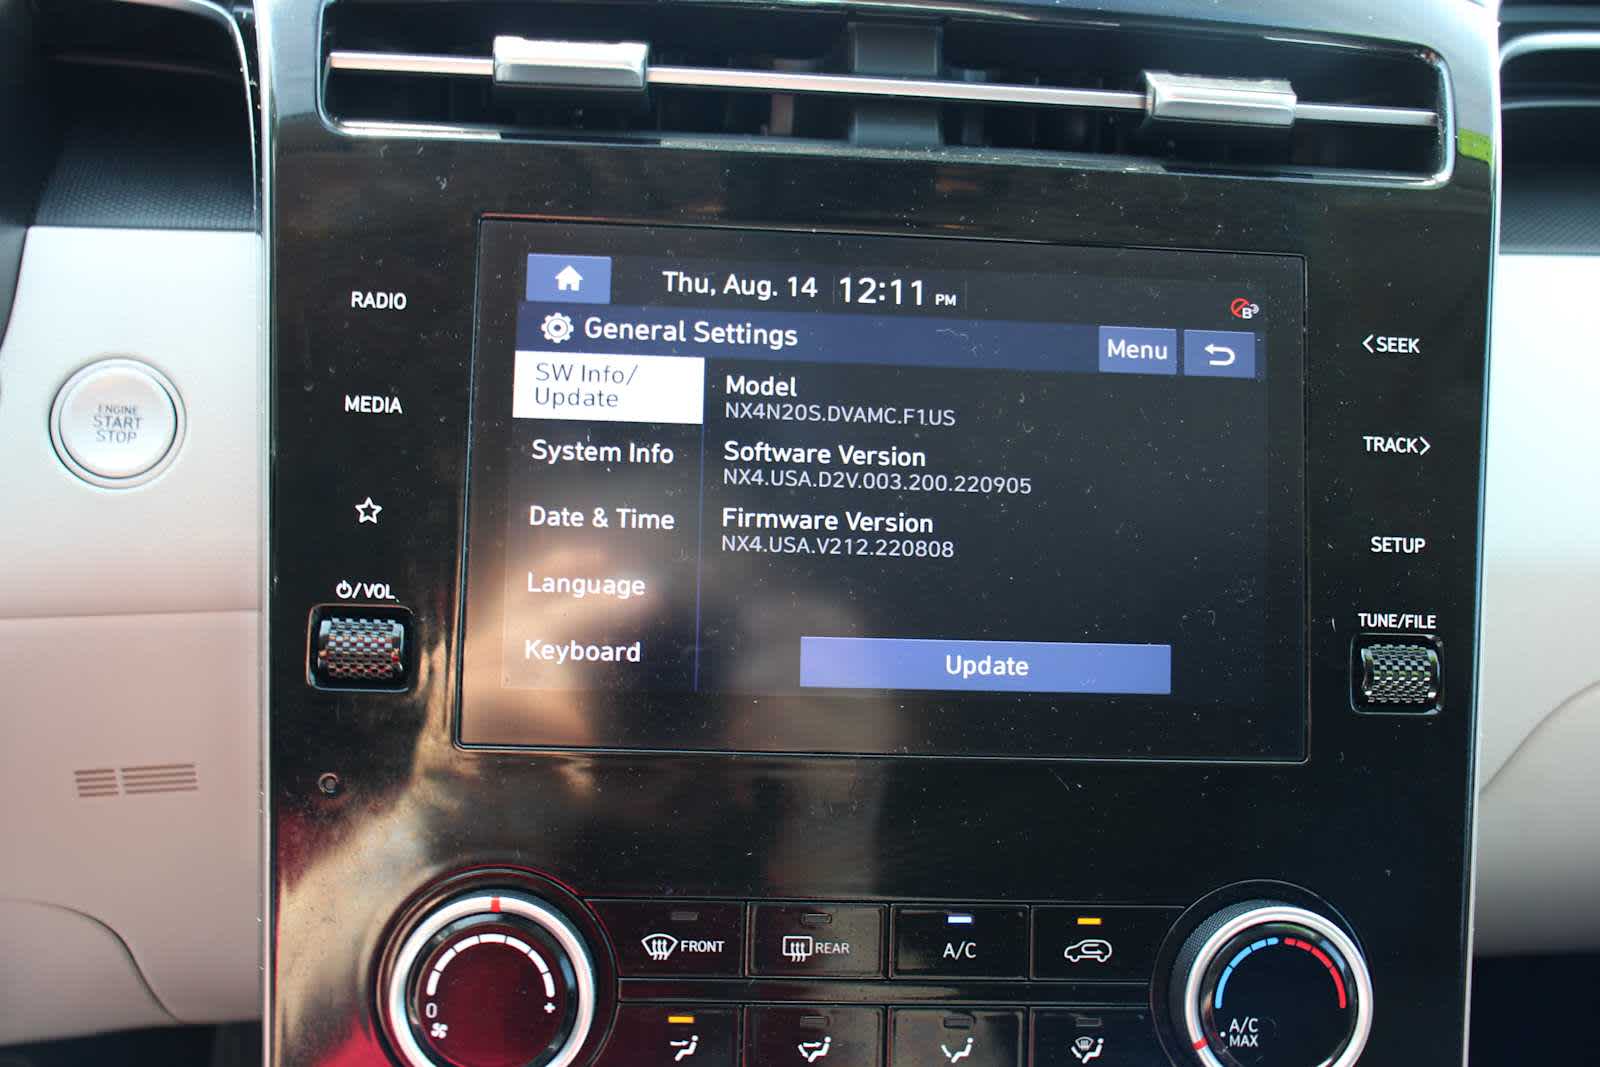 Thu, Aug. 14 12:11 PM
B
General Settings
Menu
SW Info/
Update
System Info
Date & Time
Language
Keyboard
Model
NX4N20S.DVAMC.F1US
Software Version
NX4.USA.D2V.003.200.220905
Firmware Version
NX4.USA.V212.220808
Update
RADIO
MEDIA
/VOL
<SEEK
TRACK>
SETUP
TUNE/FILE
ENGINE
START
STOP
FRONT
REAR
A/C
0
+
A/C
MAX